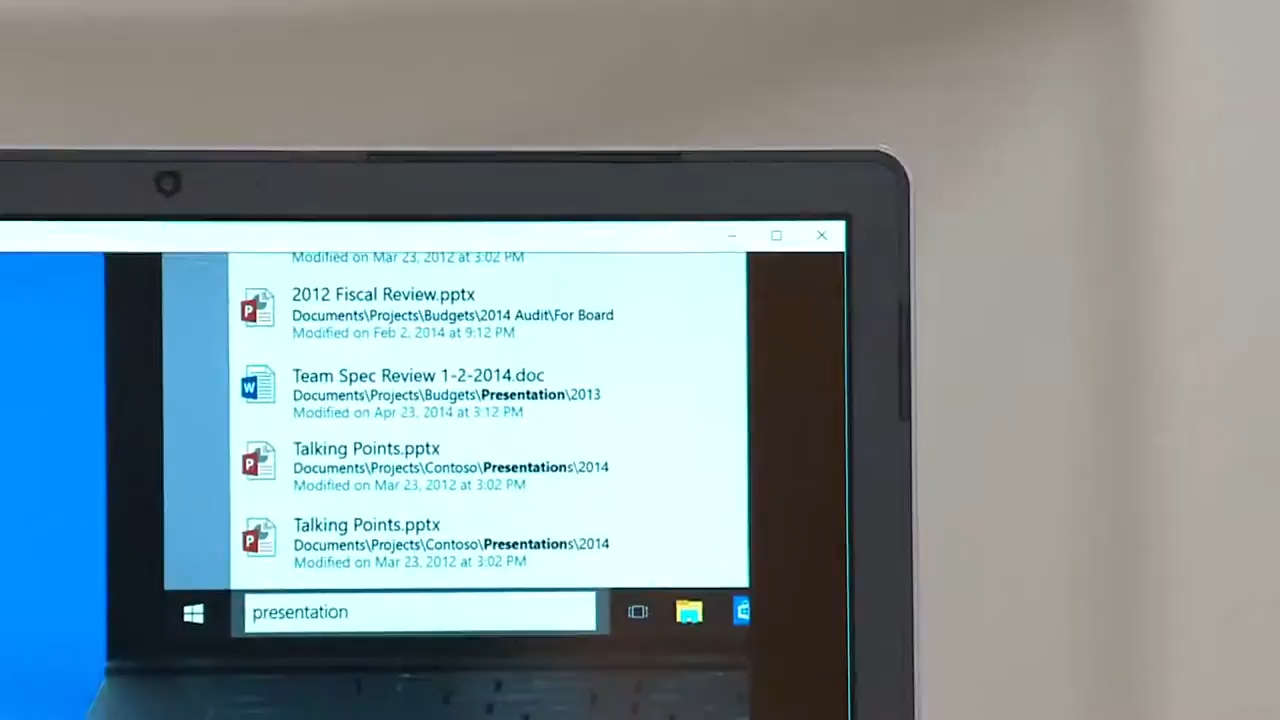 Modified on Mar 23, 2012 at 3:02 PM
2012 Fiscal Review.pptx
Documents\Projects\Budgets\2014 Audit\For Board
Modified on Feb 2, 2014 at 9:12 PM
Team Spec Review 1-2-2014.doc
Documents\Projects\Budgets\Presentation\2013
Modified on Apr 23, 2014 at 3:12 PM
Talking Points.pptx
Documents\Projects\Contoso\Presentations\2014
Modified on Mar 23, 2012 at 3:02 PM
Talking Points.pptx
Documents\Projects\Contoso\Presentations\2014
Modified on Mar 23, 2012 at 3:02 PM
presentation